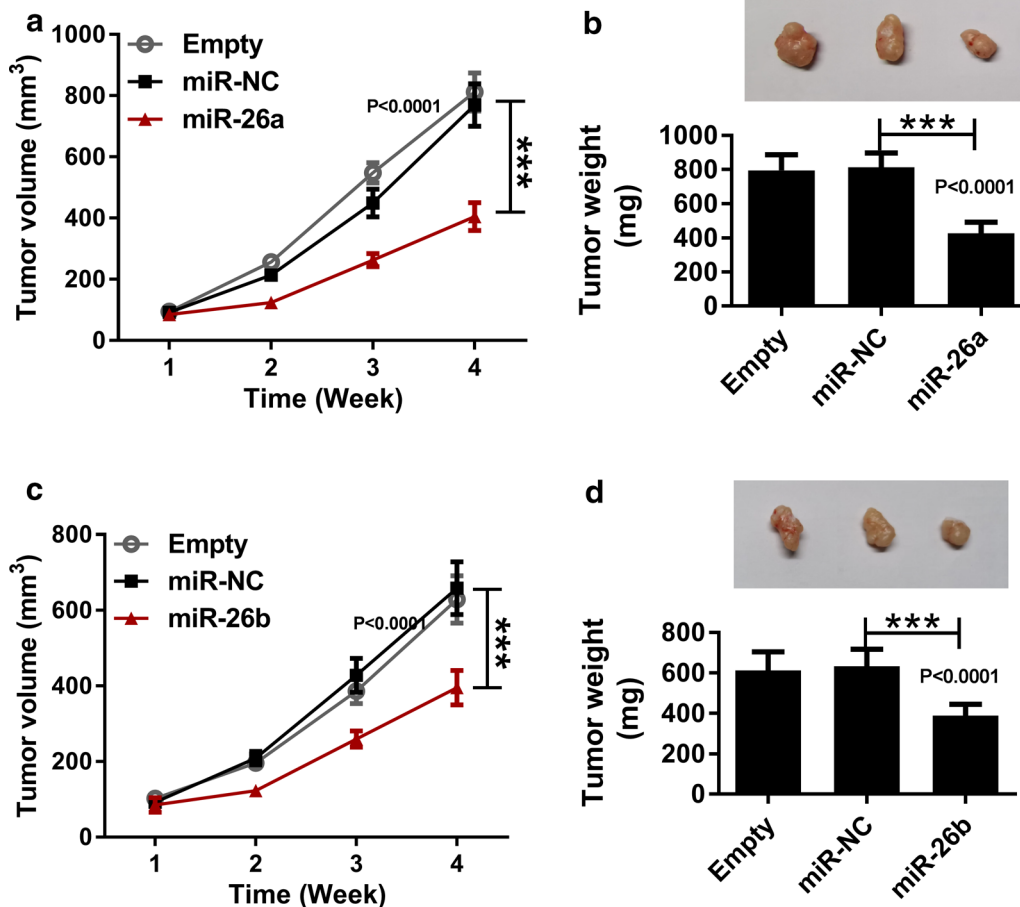 a
Tumor volume (mm³)
1000
800
600
400
200
0
Empty
miR-NC
miR-26a
P<0.0001
***
1 2 3 4
Time (Week)
b
Tumor weight
(mg)
1000
800
600
400
200
0
***
P<0.0001
Empty
miR-NC
miR-26a
c
Tumor volume (mm³)
800
600
400
200
0
Empty
miR-NC
miR-26b
P<0.0001
***
1 2 3 4
Time (Week)
d
Tumor weight
(mg)
800
600
400
200
0
***
P<0.0001
Empty
miR-NC
miR-26b